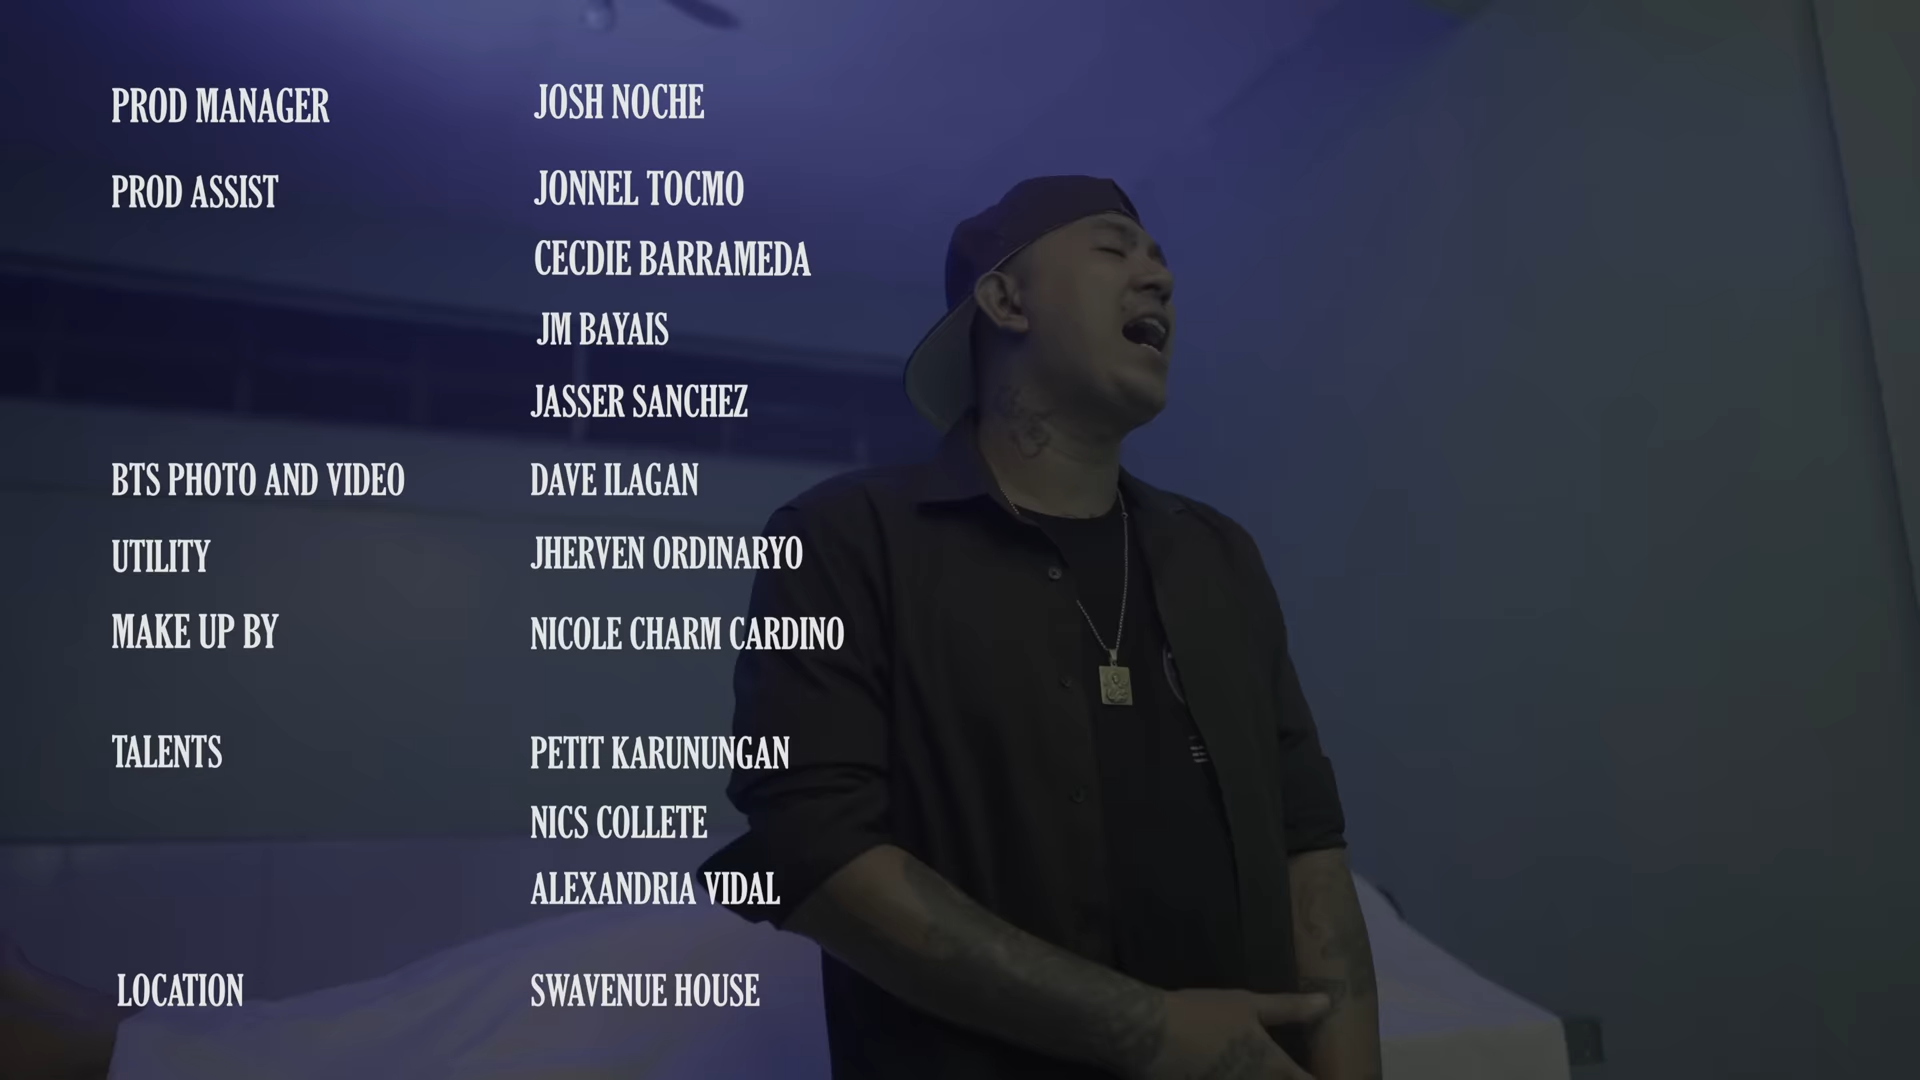 PROD MANAGER JOSH NOCHE
PROD ASSIST JONNEL TOCMO
CECDIE BARRAMEDA
JM BAYAIS
JASSER SANCHEZ
BTS PHOTO AND VIDEO DAVE ILAGAN
UTILITY JHERVEN ORDINARYO
MAKE UP BY NICOLE CHARM CARDINO
TALENTS PETIT KARUNUNGAN
NICS COLLETE
ALEXANDRIA VIDAL
LOCATION SWAVENUE HOUSE